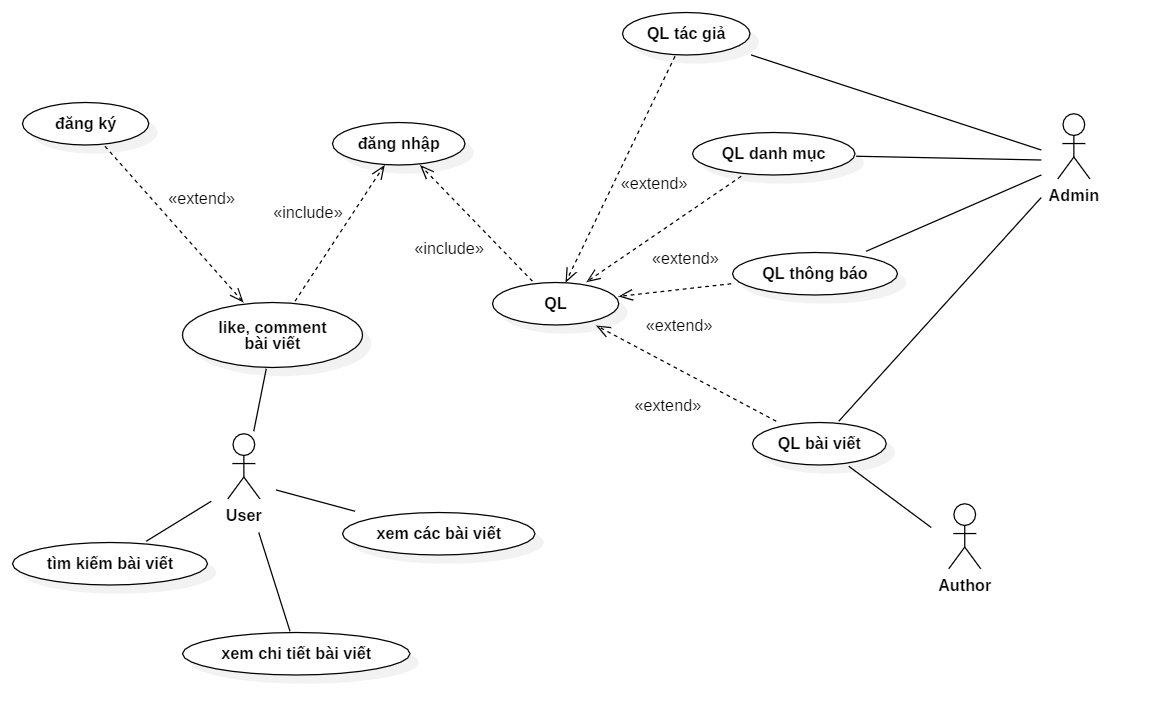 QL tác giả
đăng ký
đăng nhập
QL danh mục
«extend»
Admin
«extend»
«include»
«include»
«extend»
QL thông báo
QL
«extend»
like, comment
bài viết
«extend»
QL bài viết
User
xem các bài viết
tìm kiếm bài viết
Author
xem chi tiết bài viết